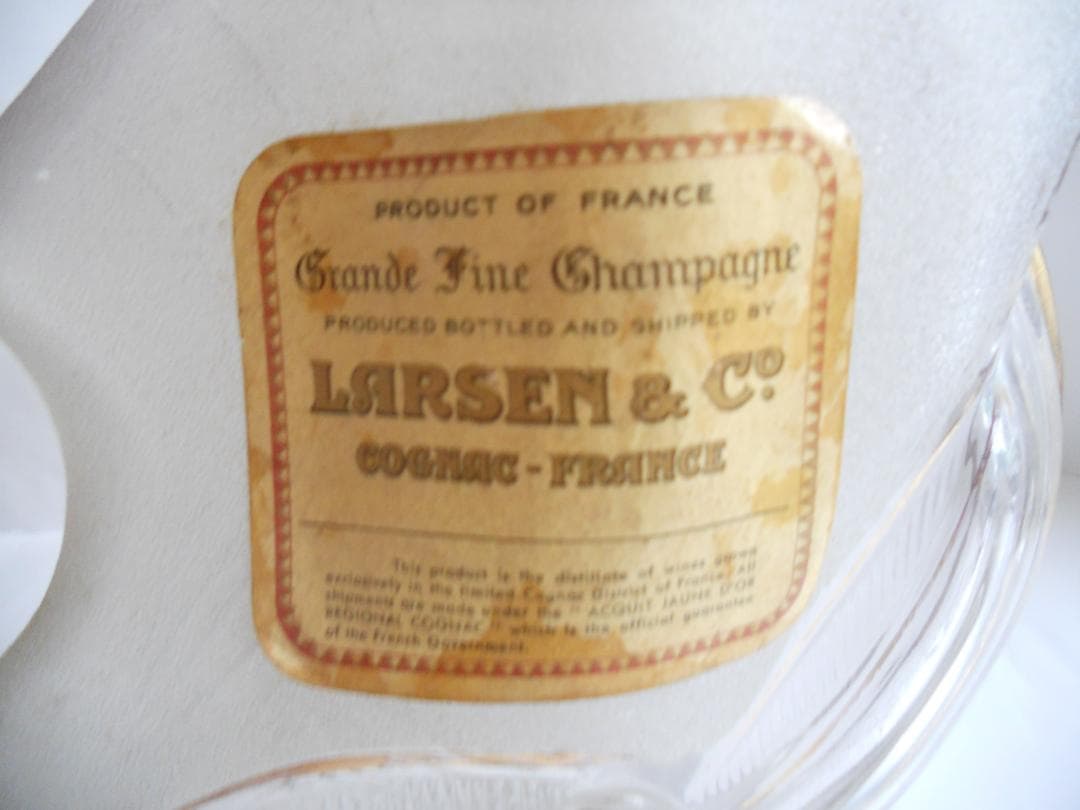 PRODUCT OF FRANCE
Grande Fine Champagne
PRODUCED BOTTLED AND SHIPPED BY
LARSEN & Cº
COGNAC - FRANCE
This product is the distillate of wines
exclusively in the limited Cognac District of France. All
shipments are made under the " ACQUIT JAUNE D'OR
REGIONAL COGNAC " which is the official guarantee
of the French Government.